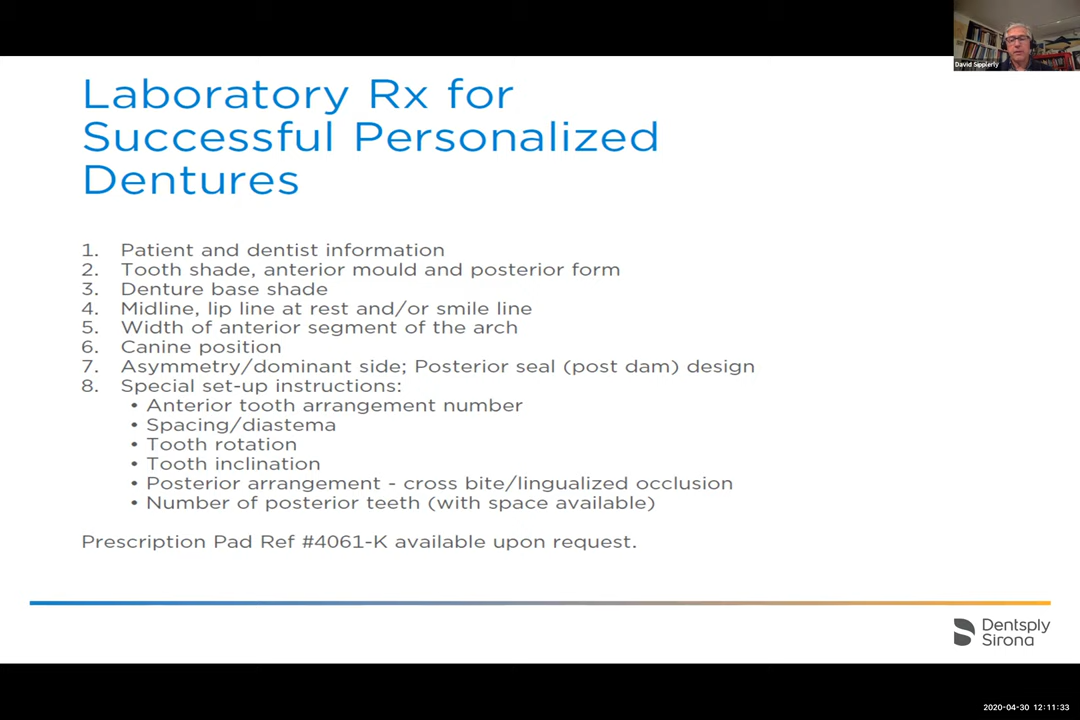 David Sipplerly
Laboratory Rx for
Successful Personalized
Dentures
1. Patient and dentist information
2. Tooth shade, anterior mould and posterior form
3. Denture base shade
4. Midline, lip line at rest and/or smile line
5. Width of anterior segment of the arch
6. Canine position
7. Asymmetry/dominant side; Posterior seal (post dam) design
8. Special set-up instructions:
• Anterior tooth arrangement number
• Spacing/diastema
• Tooth rotation
• Tooth inclination
• Posterior arrangement - cross bite/lingualized occlusion
• Number of posterior teeth (with space available)
Prescription Pad Ref #4061-K available upon request.
Dentsply
Sirona
2020-04-30 12:11:33